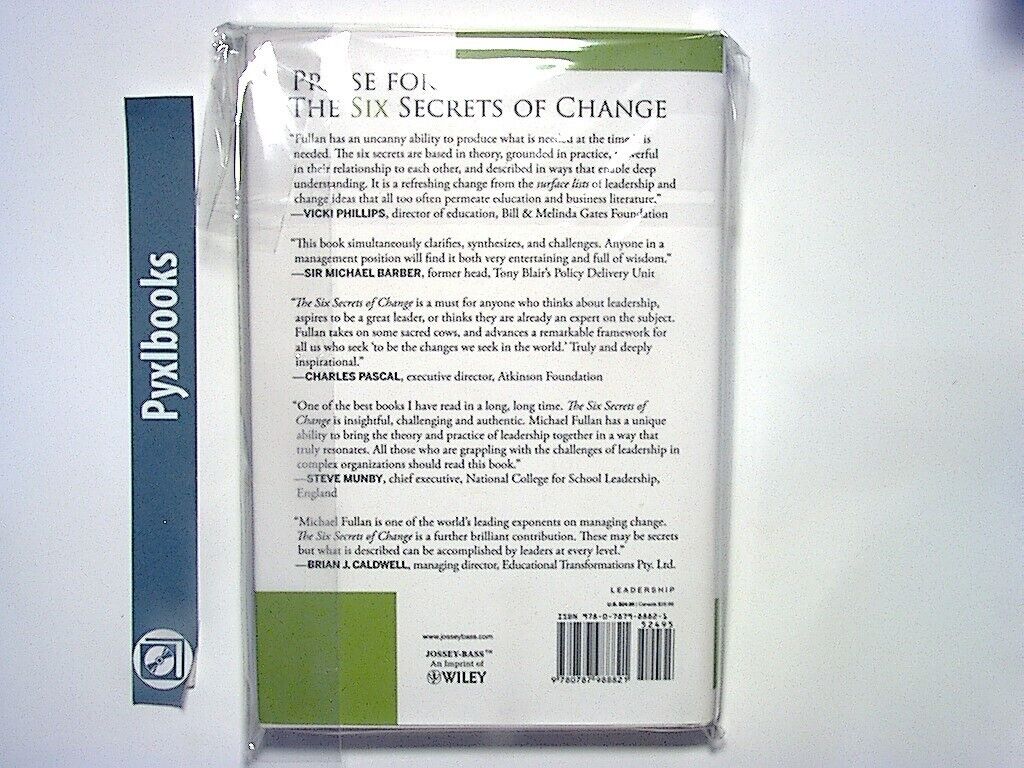 Pyxlbooks
THE SIX SECRETS OF CHANGE
"Fullan has an uncanny ability to produce what is needed at the time is
needed. The six secrets are based in theory, grounded in practice,
in their relationship to each other, and described in ways that enable deep
understanding. It is a refreshing change from the surface lists of leadership and
change ideas that all too often permeate education and business literature."
—VICKI PHILLIPS, director of education, Bill & Melinda Gates Foundation
"This book simultaneously clarifies, synthesizes, and challenges. Anyone in a
management position will find it both very entertaining and full of wisdom."
—SIR MICHAEL BARBER, former head, Tony Blair's Policy Delivery Unit
"The Six Secrets of Change is a must for anyone who thinks about leadership,
aspires to be a great leader, or thinks they are already an expert on the subject.
Fullan takes on some sacred cows, and advances a remarkable framework for
all us who seek 'to be the changes we seek in the world.' Truly and deeply
inspirational."
—CHARLES PASCAL, executive director, Atkinson Foundation
"One of the best books I have read in a long, long time. The Six Secrets of
Change is insightful, challenging and authentic. Michael Fullan has a unique
ability to bring the theory and practice of leadership together in a way that
truly resonates. All those who are grappling with the challenges of leadership in
complex organizations should read this book."
—STEVE MUNBY, chief executive, National College for School Leadership,
England
"Michael Fullan is one of the world's leading exponents on managing change.
The Six Secrets of Change is a further brilliant contribution. These may be secrets
but what is described can be accomplished by leaders at every level."
—BRIAN J. CALDWELL, managing director, Educational Transformations Pty. Ltd.
LEADERSHIP
ISBN 978-0-7879-8882-1
52495
www.josseybass.com
JOSSEY-BASS™
An Imprint of
WILEY
9 780787 988821